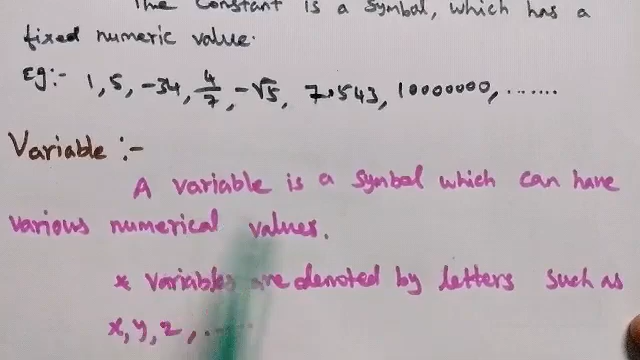 The Constant is a symbol, which has a
fixed numeric value.
Eg:- 1, 5, -34, 4/7, -√5, 7.543, 10000000, .......
Variable :-
A variable is a symbol which can have
various numerical values.
* Variables are denoted by letters such as
x, y, z, .......